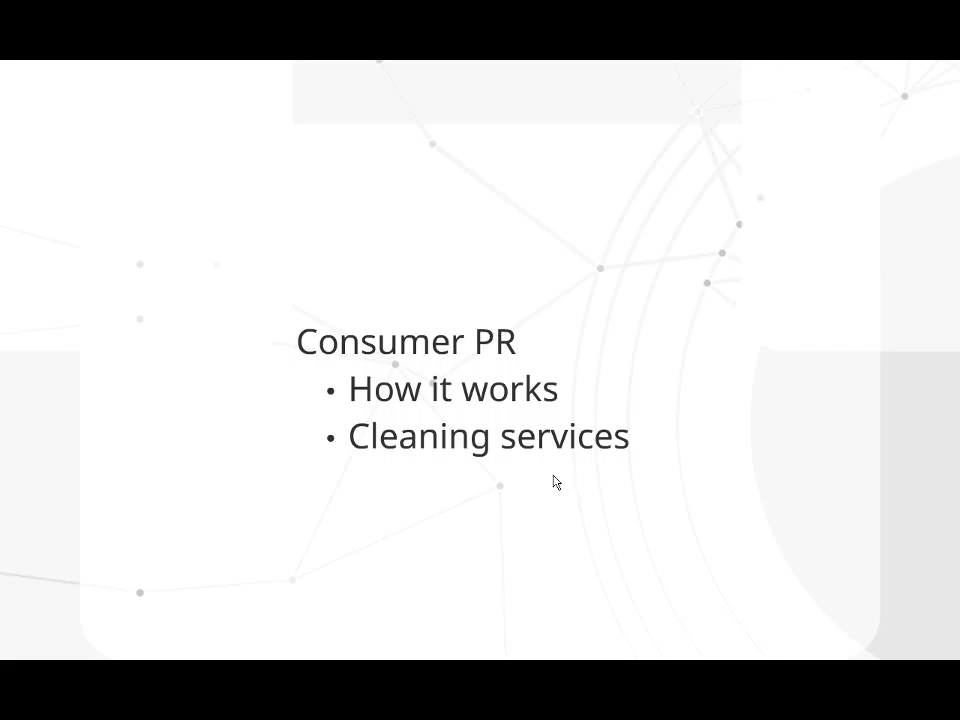 Consumer PR
• How it works
• Cleaning services